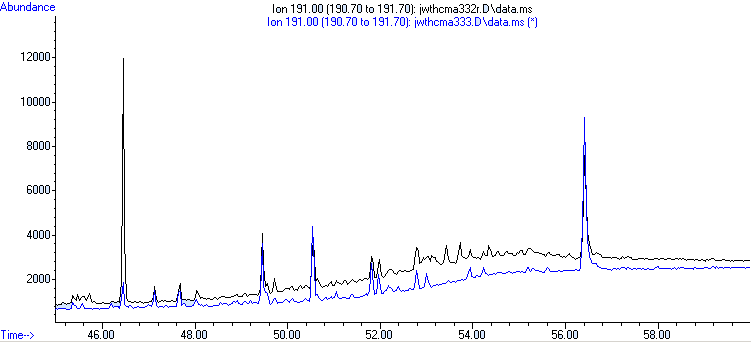 Abundance
Ion 191.00 (190.70 to 191.70): jwthcma332r.D\data.ms
Ion 191.00 (190.70 to 191.70): jwthcma333.D\data.ms (*)
12000
10000
8000
6000
4000
2000
Time--> 46.00 48.00 50.00 52.00 54.00 56.00 58.00